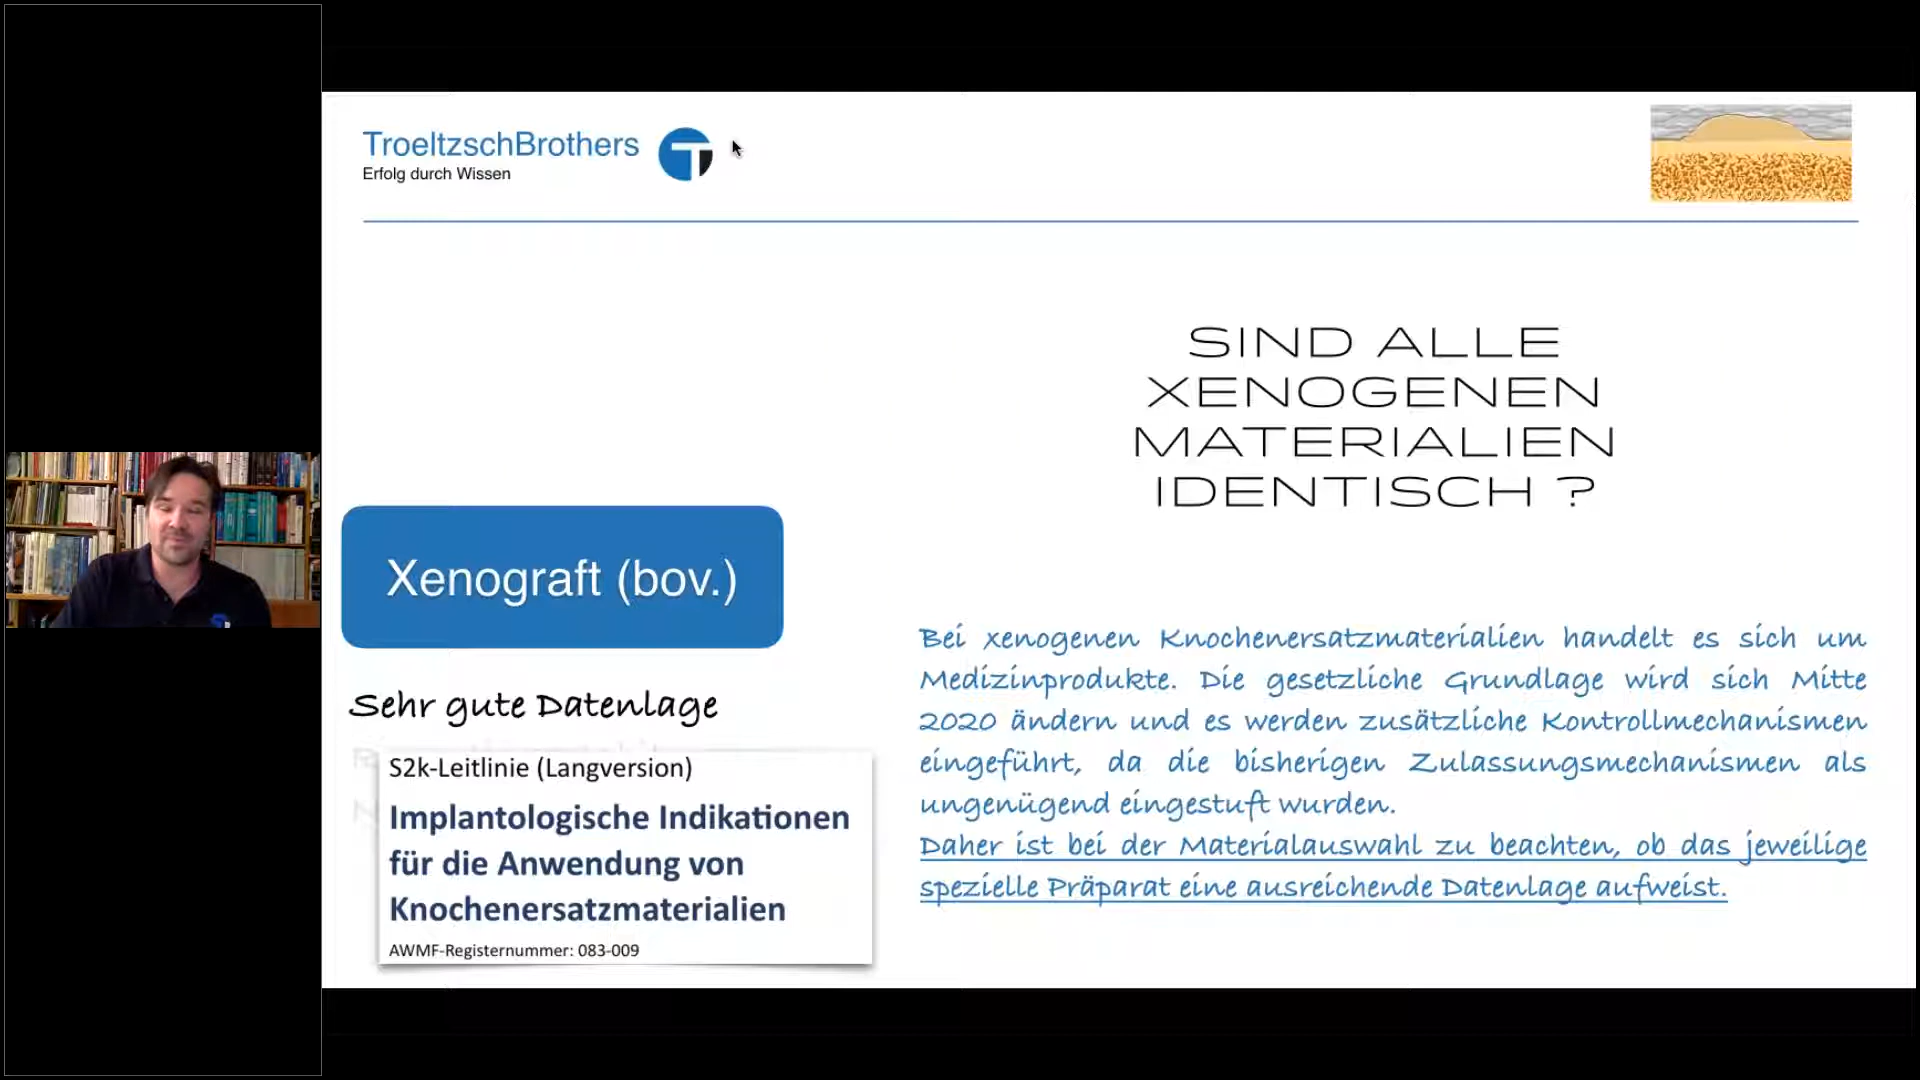 TroeltzschBrothers
Erfolg durch Wissen
SIND ALLE
XENOGENEN
MATERIALIEN
IDENTISCH ?
Xenograft (bov.)
Sehr gute Datenlage
S2k-Leitlinie (Langversion)
Implantologische Indikationen
für die Anwendung von
Knochenersatzmaterialien
AWMF-Registernummer: 083-009
Bei xenogenen Knochenersatzmaterialien handelt es sich um
Medizinprodukte. Die gesetzliche Grundlage wird sich Mitte
2020 ändern und es werden zusätzliche Kontrollmechanismen
eingeführt, da die bisherigen Zulassungsmechanismen als
ungenügend eingestuft wurden.
Daher ist bei der Materialauswahl zu beachten, ob das jeweilige
spezielle Präparat eine ausreichende Datenlage aufweist.